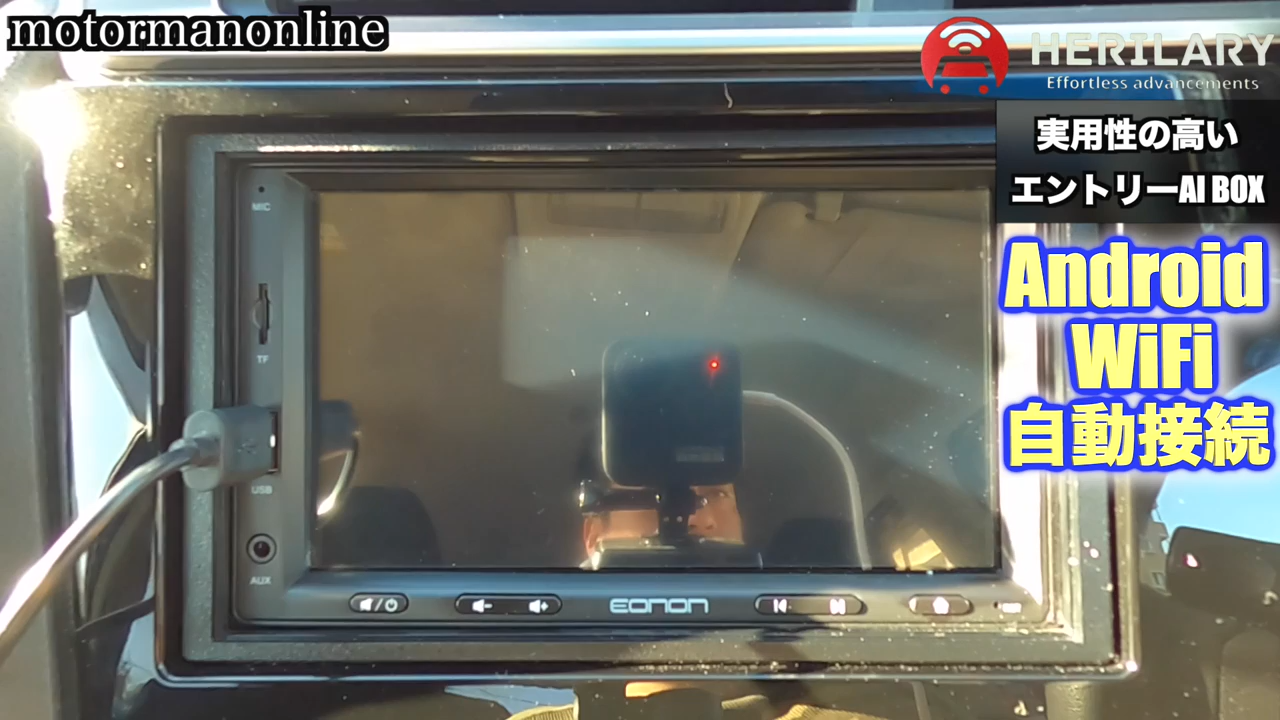 motormanonline
HERILARY
Effortless advancements
実用性の高い
エントリーAI BOX
Android
WiFi
自動接続
MIC
TF
USB
AUX
EONON